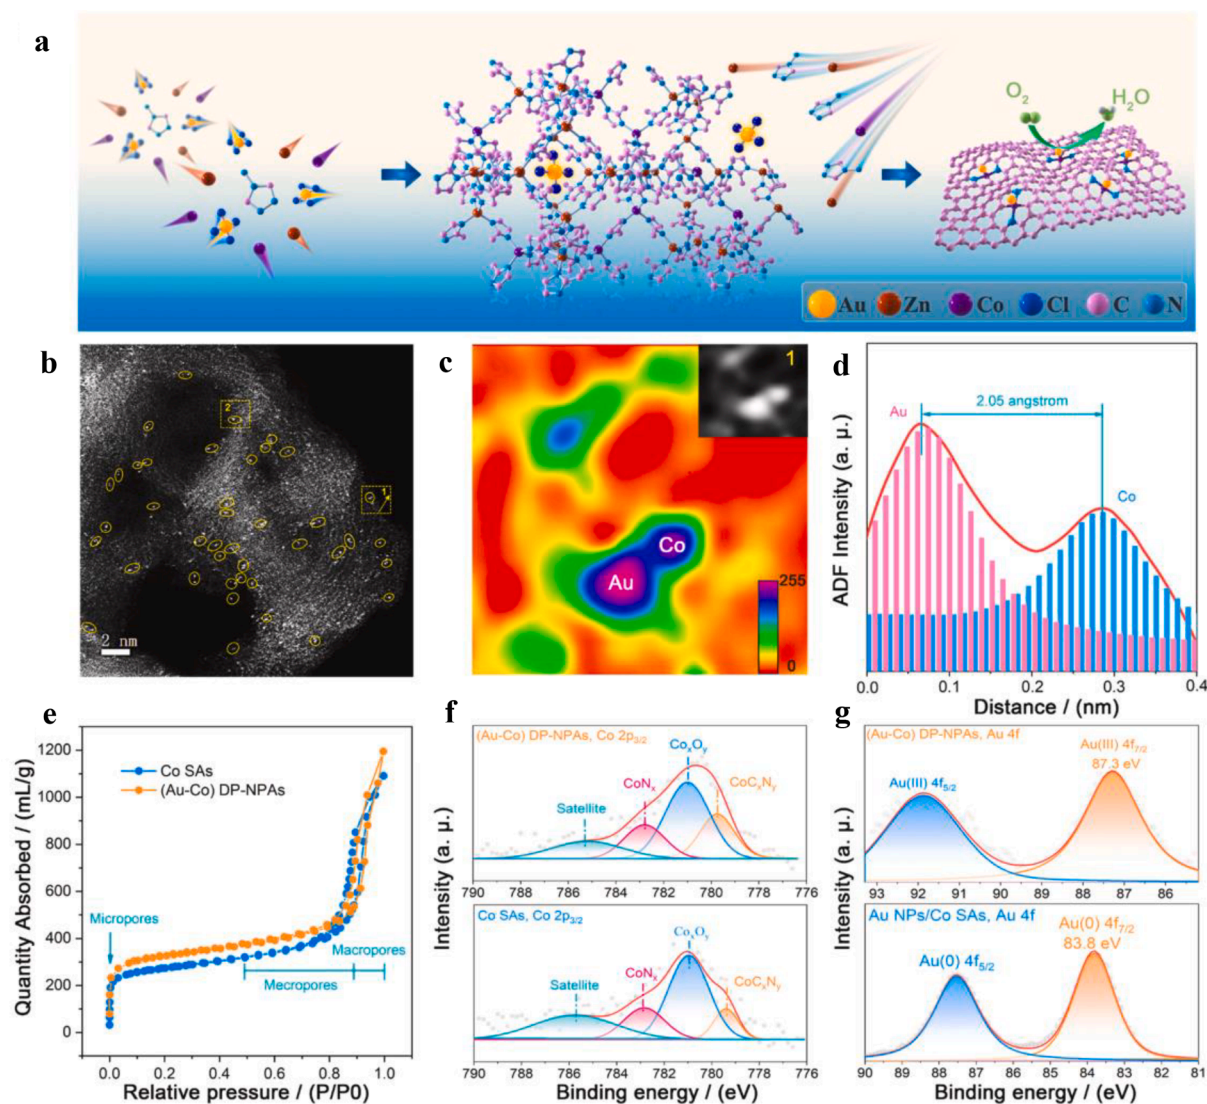 a
O2
H2O
Au Zn Co Cl C N
b
2
1
2 nm
c
1
Co
Au
255
0
d
2.05 angstrom
Au
Co
ADF Intensity (a. μ.)
0.0 0.1 0.2 0.3 0.4
Distance / (nm)
e
1200
1000
800
600
400
200
0
Co SAs
(Au-Co) DP-NPAs
Micropores
Macropores
Mecropores
Quantity Absorbed / (mL/g)
0.0 0.2 0.4 0.6 0.8 1.0
Relative pressure / (P/P0)
f
(Au-Co) DP-NPAs, Co 2p3/2
CoxOy
CoNx
CoCxNy
Satellite
790 788 786 784 782 780 778 776
Co SAs, Co 2p3/2
CoxOy
CoNx
CoCxNy
Satellite
Intensity (a. μ.)
790 788 786 784 782 780 778 776
Binding energy / (eV)
g
(Au-Co) DP-NPAs, Au 4f
Au(III) 4f7/2
87.3 eV
Au(III) 4f5/2
93 92 91 90 89 88 87 86
Au NPs/Co SAs, Au 4f
Au(0) 4f7/2
83.8 eV
Au(0) 4f5/2
Intensity (a. μ.)
90 89 88 87 86 85 84 83 82 81
Binding energy / (eV)